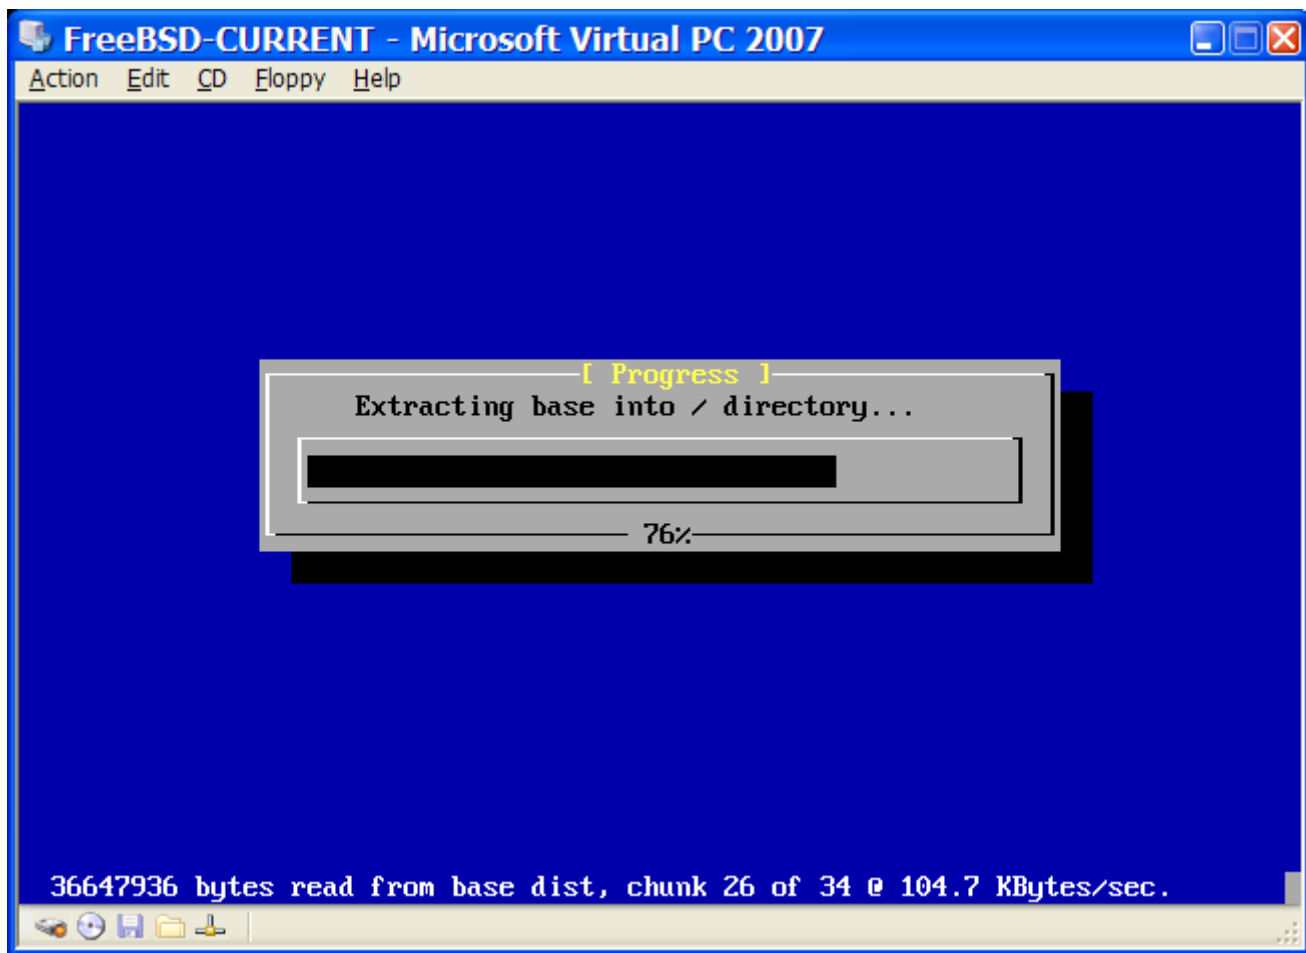 FreeBSD-CURRENT - Microsoft Virtual PC 2007
Action Edit CD Floppy Help
[ Progress ]
Extracting base into / directory...
76%
36647936 bytes read from base dist, chunk 26 of 34 @ 104.7 KBytes/sec.